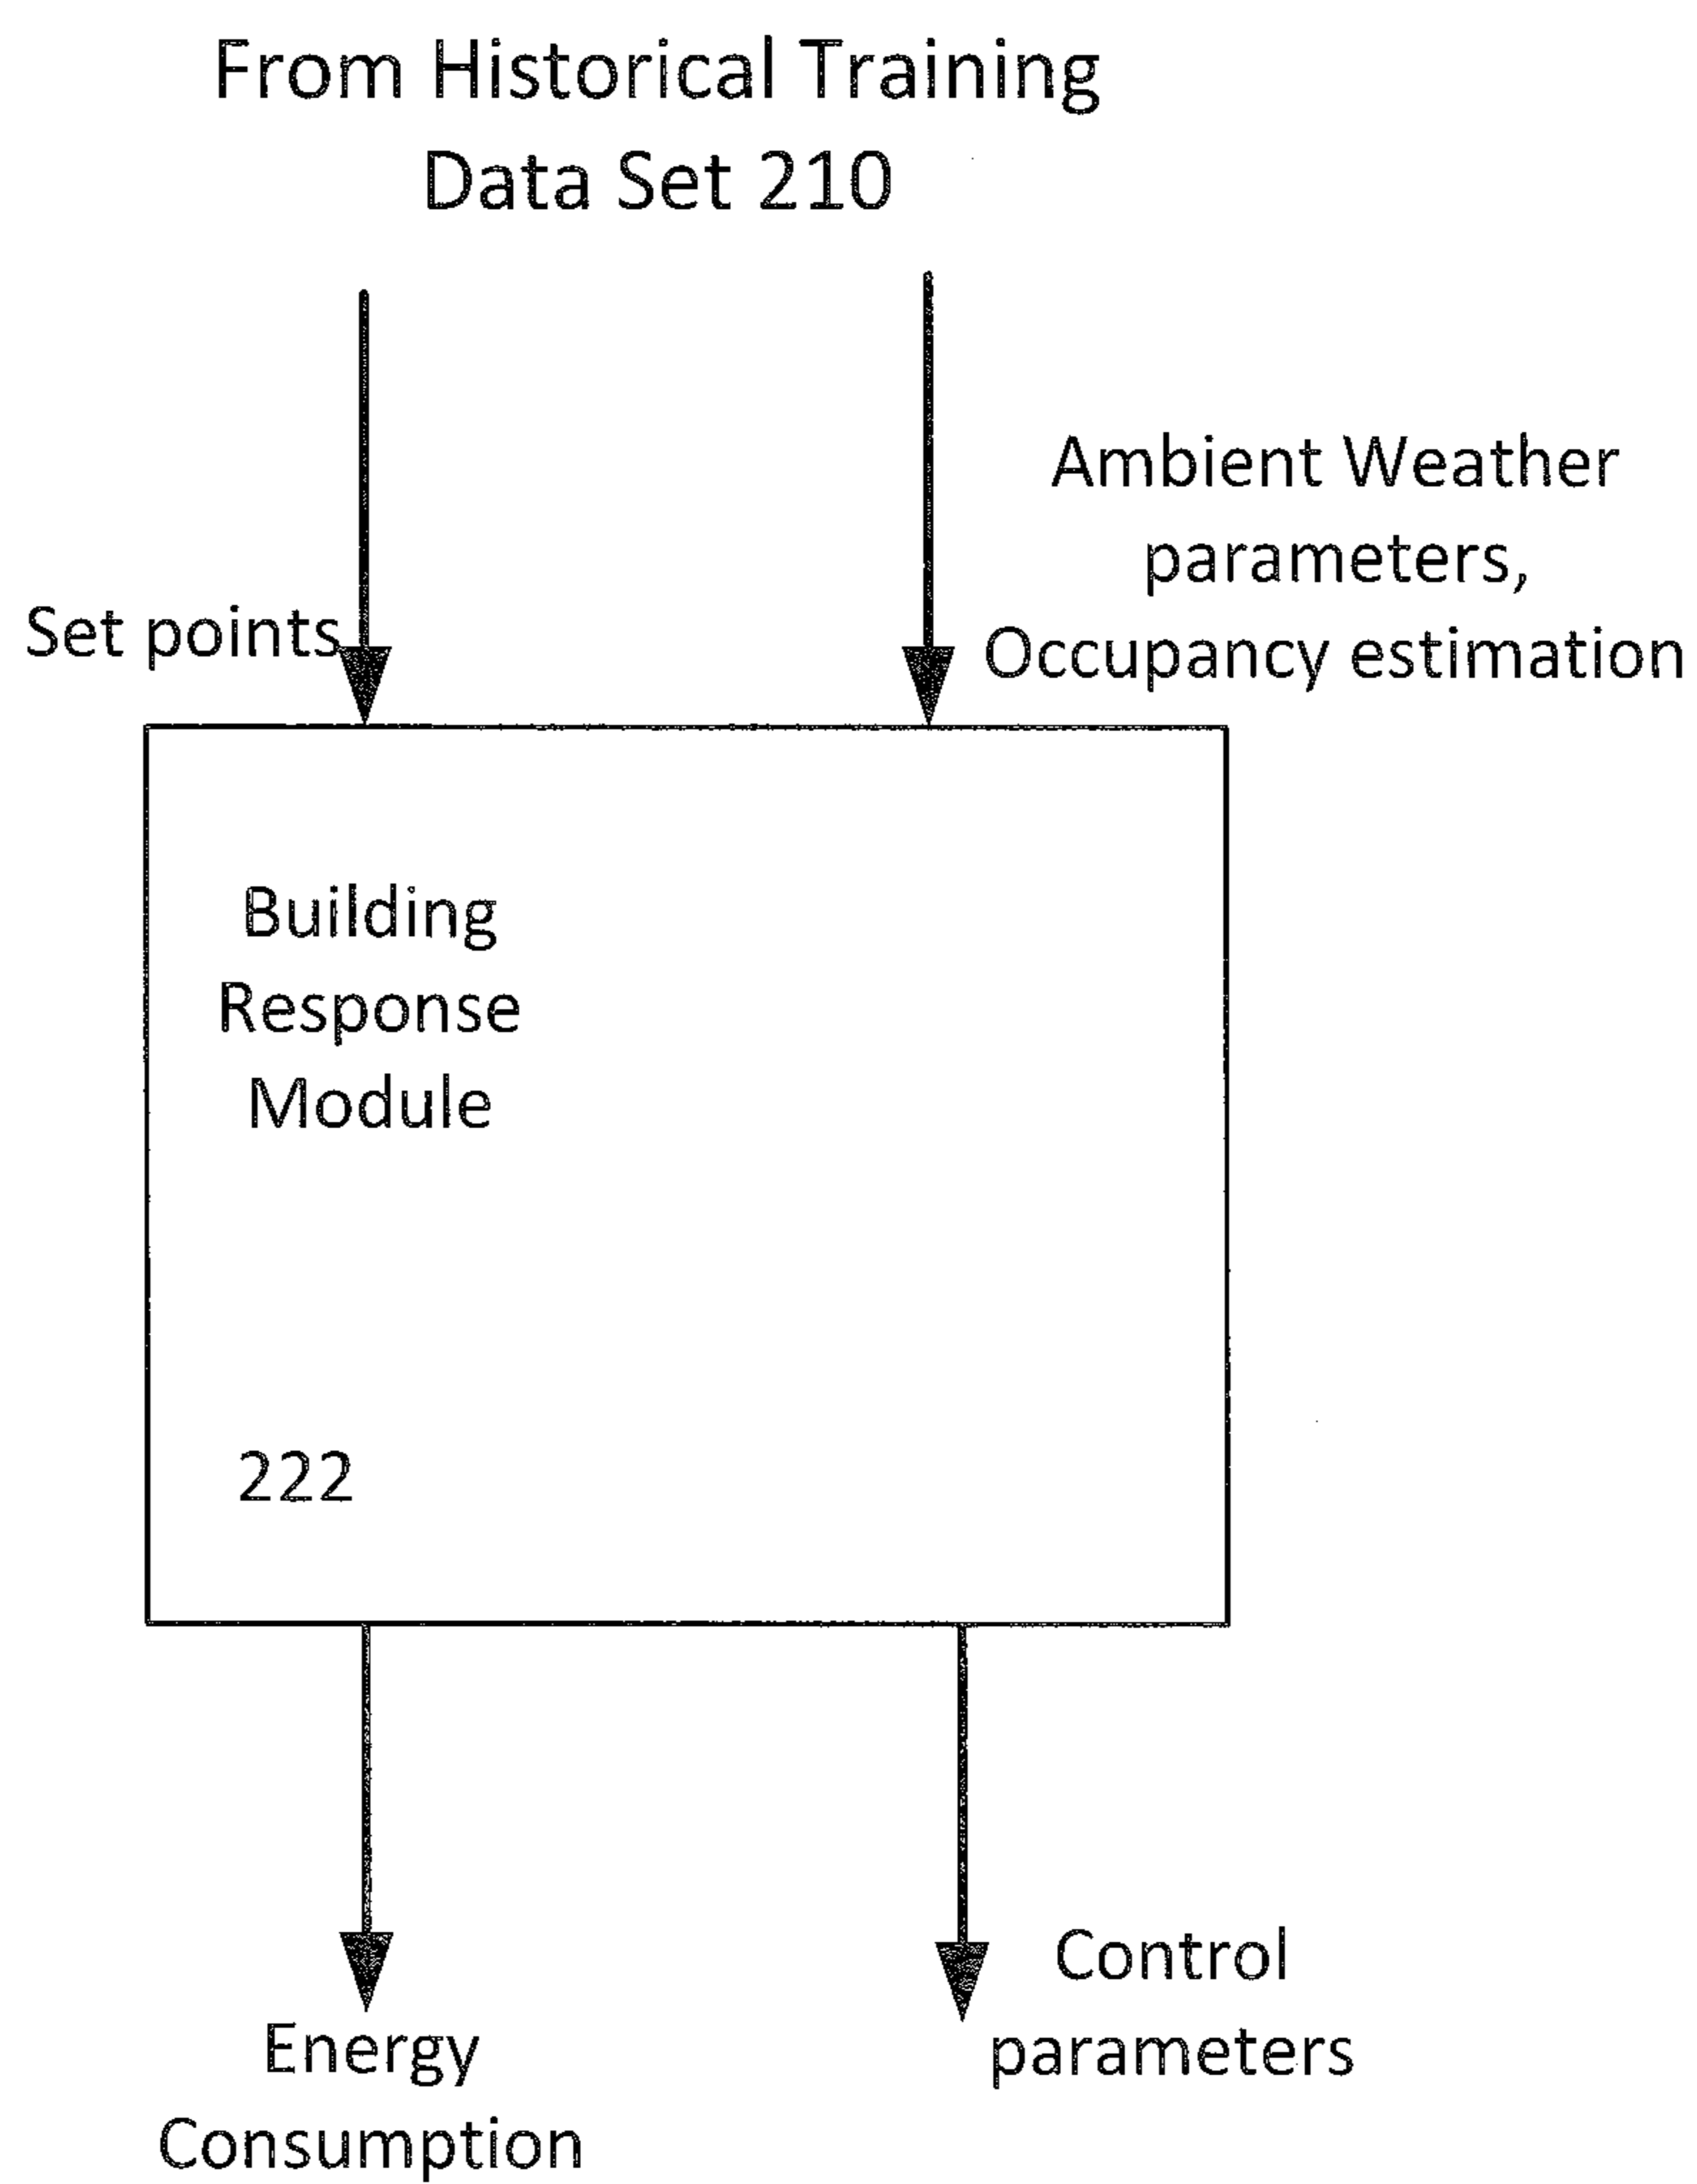 From Historical Training
Data Set 210
Ambient Weather
parameters,
Occupancy estimation
Set points
Building
Response
Module
222
Control
parameters
Energy
Consumption